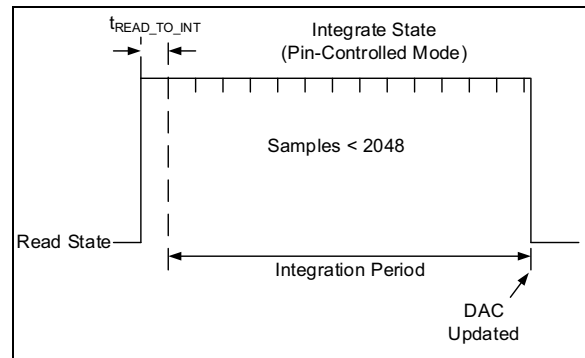 tREAD_TO_INT
Integrate State
(Pin-Controlled Mode)
Samples < 2048
Read State
Integration Period
DAC
Updated